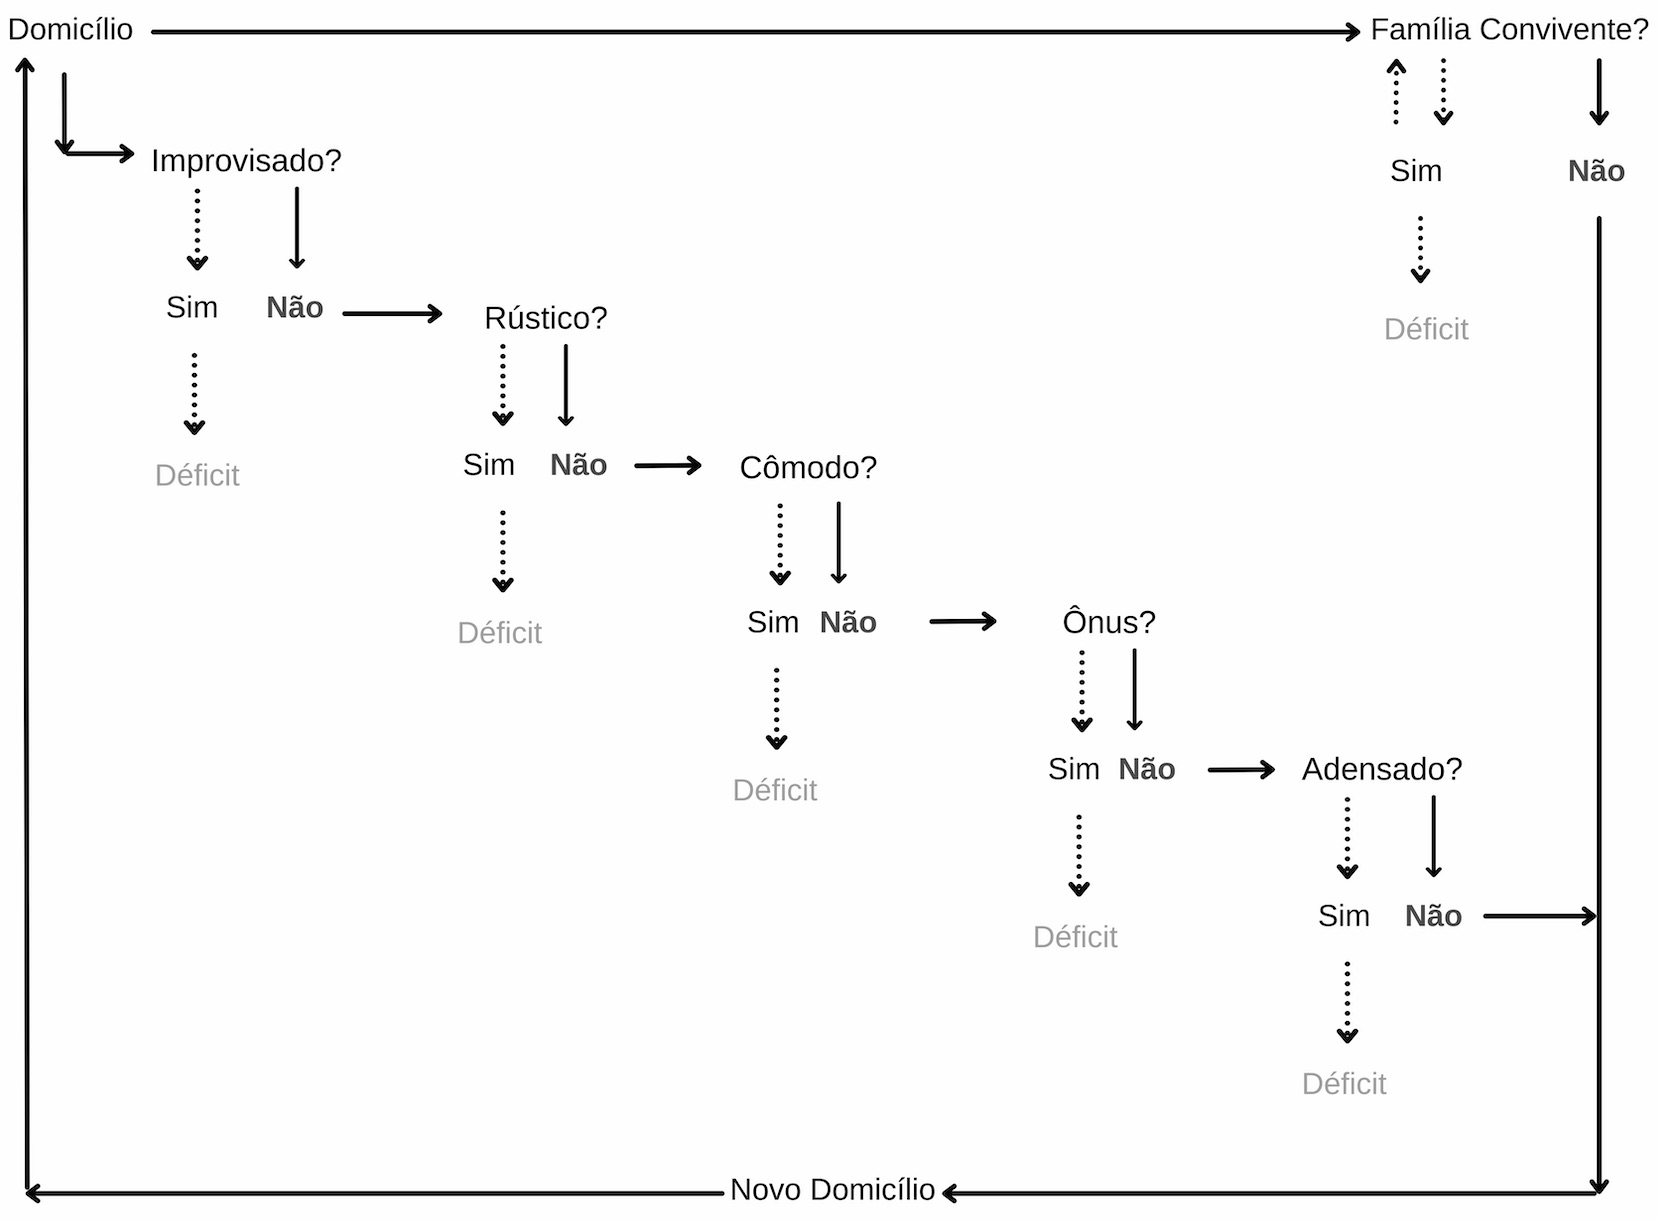 Domicílio
Família Convivente?
Improvisado?
Sim
Não
Sim
Não
Rústico?
Déficit
Déficit
Sim
Não
Cômodo?
Déficit
Sim
Não
Ônus?
Déficit
Sim
Não
Adensado?
Déficit
Sim
Não
Déficit
Novo Domicílio